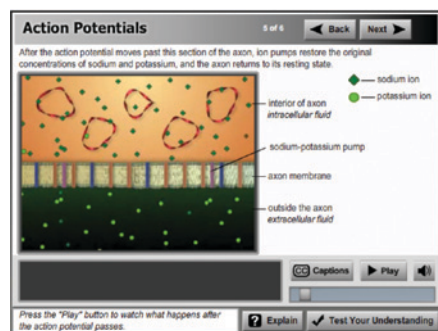 Action Potentials
5 of 6
Back
Next
After the action potential moves past this section of the axon, ion pumps restore the original
concentrations of sodium and potassium, and the axon returns to its resting state.
sodium ion
potassium ion
interior of axon
intracellular fluid
sodium-potassium pump
axon membrane
outside the axon
extracellular fluid
CC Captions
Play
Press the "Play" button to watch what happens after
the action potential passes.
? Explain
Test Your Understanding